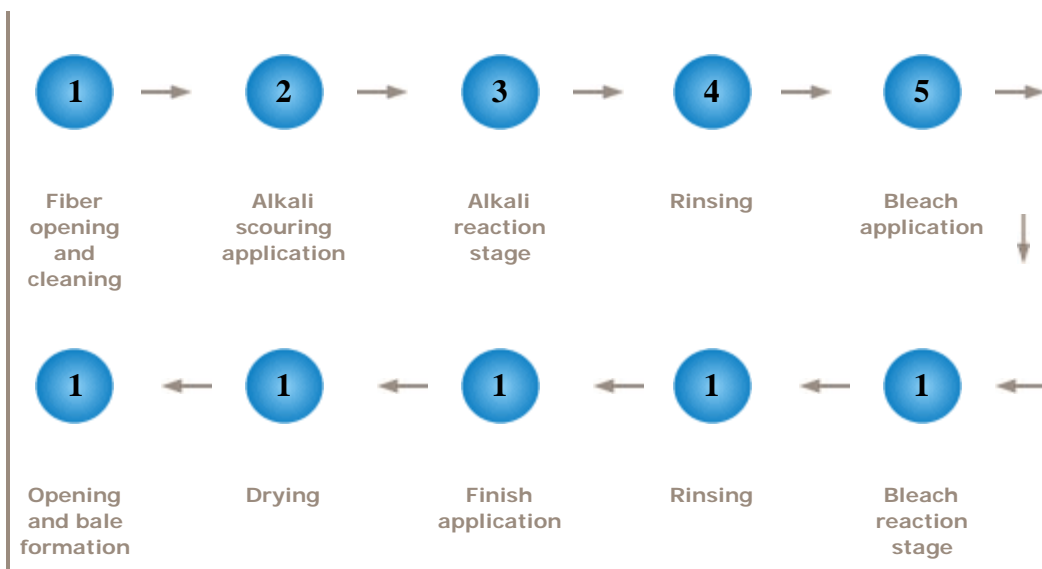 1
2
3
4
5
Fiber
opening
and
cleaning
Alkali
scouring
application
Alkali
reaction
stage
Rinsing
Bleach
application
1
1
1
1
1
Opening
and bale
formation
Drying
Finish
application
Rinsing
Bleach
reaction
stage